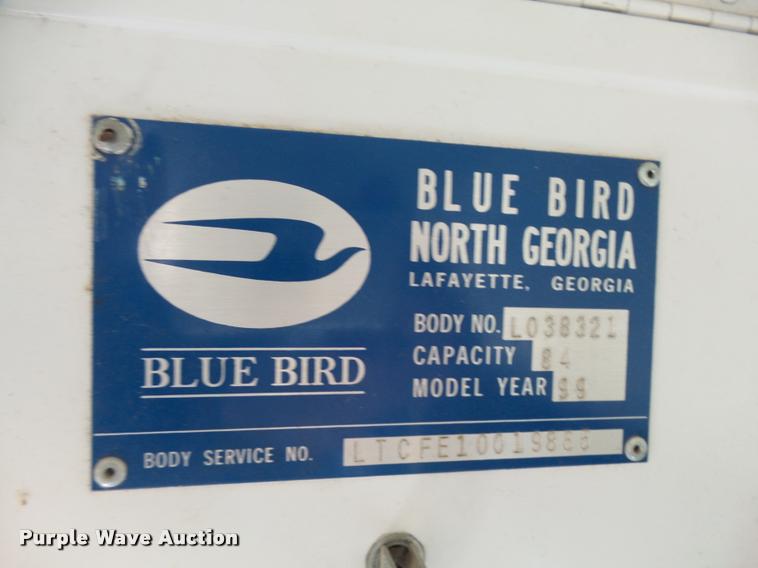 BLUE BIRD
NORTH GEORGIA
LAFAYETTE, GEORGIA
BODY NO. L038321
CAPACITY 84
MODEL YEAR 99
BLUE BIRD
BODY SERVICE NO.
Purple Wave Auction